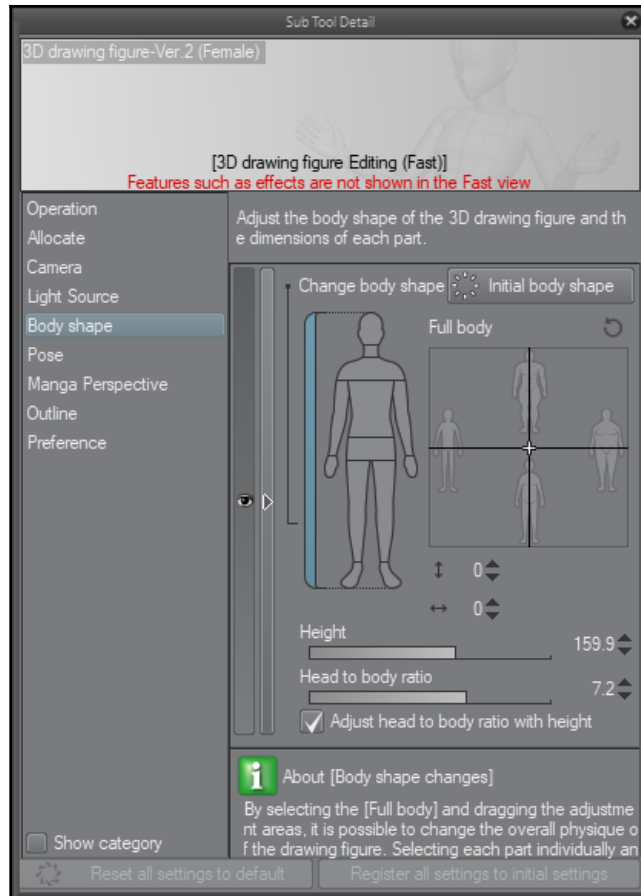 Sub Tool Detail
3D drawing figure-Ver.2 (Female)
[3D drawing figure Editing (Fast)]
Features such as effects are not shown in the Fast view
Operation
Allocate
Camera
Light Source
Body shape
Pose
Manga Perspective
Outline
Preference
Show category
Adjust the body shape of the 3D drawing figure and th
e dimensions of each part.
Change body shape
Initial body shape
Full body
0
0
Height
159.9
Head to body ratio
7.2
Adjust head to body ratio with height
About [Body shape changes]
By selecting the [Full body] and dragging the adjustme
nt areas, it is possible to change the overall physique o
f the drawing figure. Selecting each part individually an
Reset all settings to default
Register all settings to initial settings